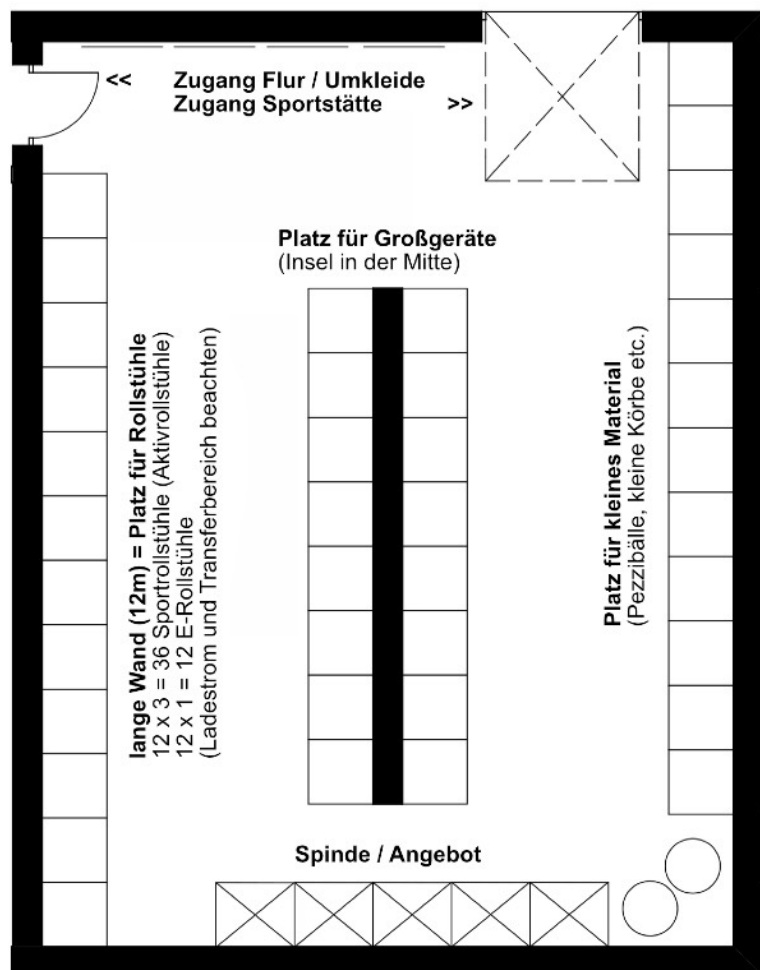 << Zugang Flur / Umkleide
Zugang Sportstätte >>
Platz für Großgeräte
(Insel in der Mitte)
lange Wand (12m) = Platz für Rollstühle
12 x 3 = 36 Sportrollstühle (Aktivrollstühle)
12 x 1 = 12 E-Rollstühle
(Ladestrom und Transferbereich beachten)
Platz für kleines Material
(Pezzibälle, kleine Körbe etc.)
Spinde / Angebot